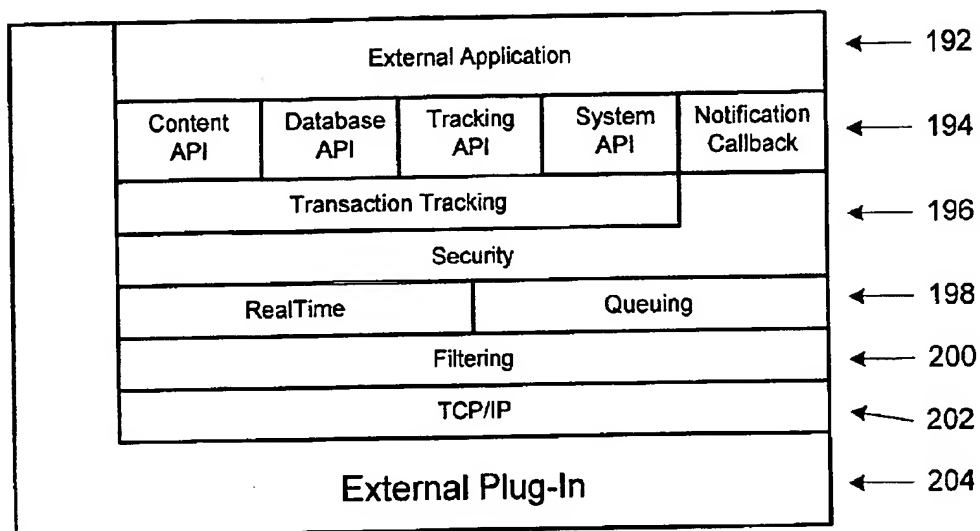 External Application
192
Content API
Database API
Tracking API
System API
Notification Callback
194
Transaction Tracking
196
Security
RealTime
Queuing
198
Filtering
200
TCP/IP
202
External Plug-In
204